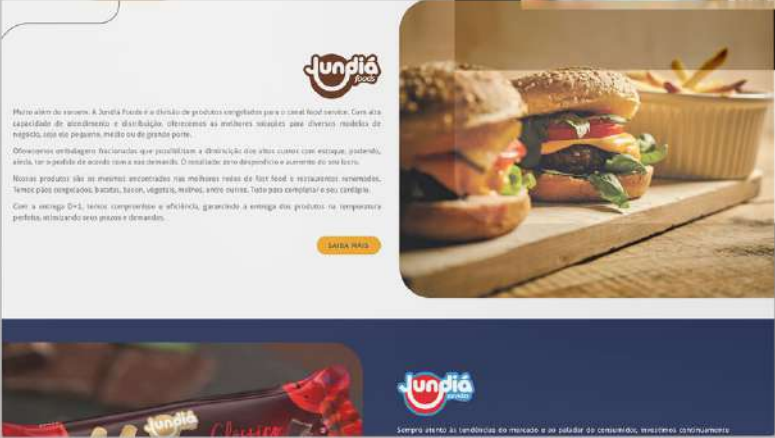 Jundiá
foods
Muito além do sorvete. A Jundiá Foods é a divisão de produtos congelados para o canal food service. Com alta
capacidade de atendimento e distribuição, oferecemos as melhores soluções para diversos modelos de
negócio, seja ele pequeno, médio ou de grande porte.
Oferecemos embalagens fracionadas que possibilitam a diminuição dos altos custos com estoque, podendo,
ainda, ter o pedido de acordo com a sua demanda. O resultado: zero desperdício e aumento do seu lucro.
Nossos produtos são os mesmos encontrados nas melhores redes de fast food e restaurantes renomados.
Temos pães congelados, batatas, bacon, vegetais, molhos, entre outros. Tudo para completar o seu cardápio.
Com a entrega D+1, temos compromisso e eficiência, garantindo a entrega dos produtos na temperatura
perfeita, otimizando seus prazos e demandas.
SAIBA MAIS
Jundiá
Jundiá
Clássico
Sempre atento às tendências do mercado e ao paladar do consumidor, investimos continuamente